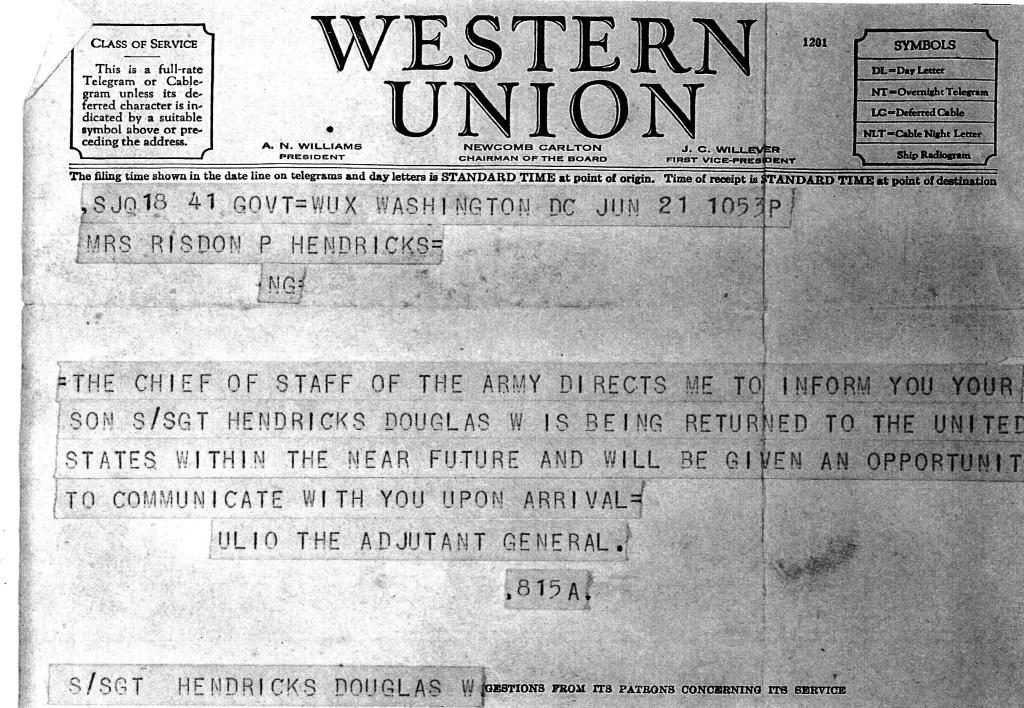 CLASS OF SERVICE
This is a full-rate
Telegram or Cable-
gram unless its de-
ferred character is in-
dicated by a suitable
symbol above or pre-
ceding the address.
WESTERN
UNION
1201
SYMBOLS
DL=Day Letter
NT=Overnight Telegram
LC=Deferred Cable
NLT=Cable Night Letter
Ship Radiogram
A. N. WILLIAMS
PRESIDENT
NEWCOMB CARLTON
CHAIRMAN OF THE BOARD
J. C. WILLEVER
FIRST VICE-PRESIDENT
The filing time shown in the date line on telegrams and day letters is STANDARD TIME at point of origin. Time of receipt is STANDARD TIME at point of destination
,SJQ18 41 GOVT=WUX WASHINGTON DC JUN 21 1053P
MRS RISDON P HENDRICKS=
NG=
=THE CHIEF OF STAFF OF THE ARMY DIRECTS ME TO INFORM YOU YOUR
SON S/SGT HENDRICKS DOUGLAS W IS BEING RETURNED TO THE UNITED
STATES WITHIN THE NEAR FUTURE AND WILL BE GIVEN AN OPPORTUNIT
TO COMMUNICATE WITH YOU UPON ARRIVAL=
ULIO THE ADJUTANT GENERAL.
,815A.
S/SGT HENDRICKS DOUGLAS W GESTIONS FROM ITS PATRONS CONCERNING ITS SERVICE